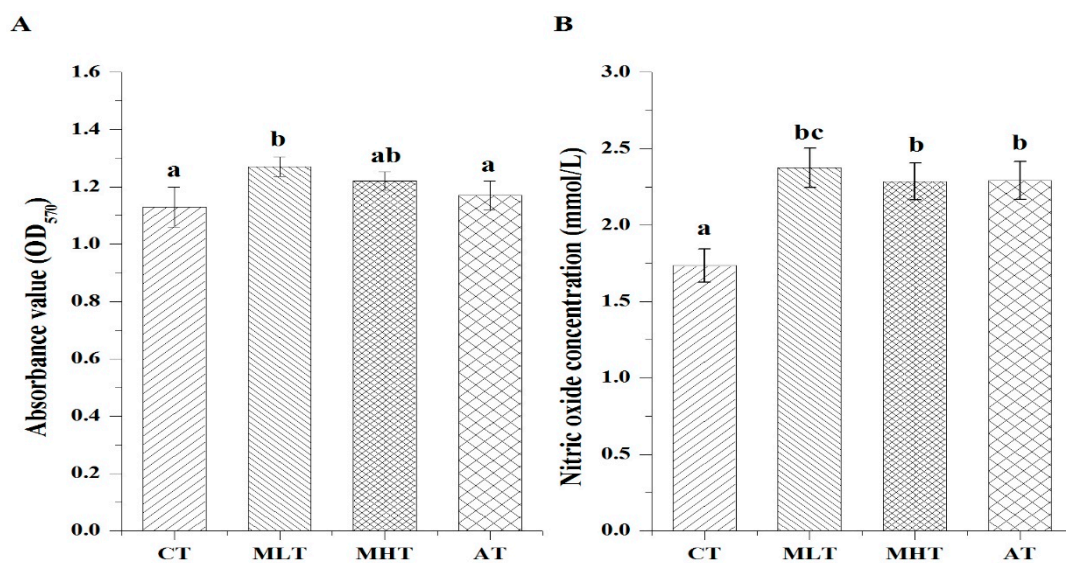 A
Absorbance value (OD570)
1.6
1.4
1.2
1.0
0.8
0.6
0.4
0.2
0.0
a
b
ab
a
CT MLT MHT AT
B
Nitric oxide concentration (mmol/L)
3.0
2.5
2.0
1.5
1.0
0.5
0.0
a
bc
b
b
CT MLT MHT AT